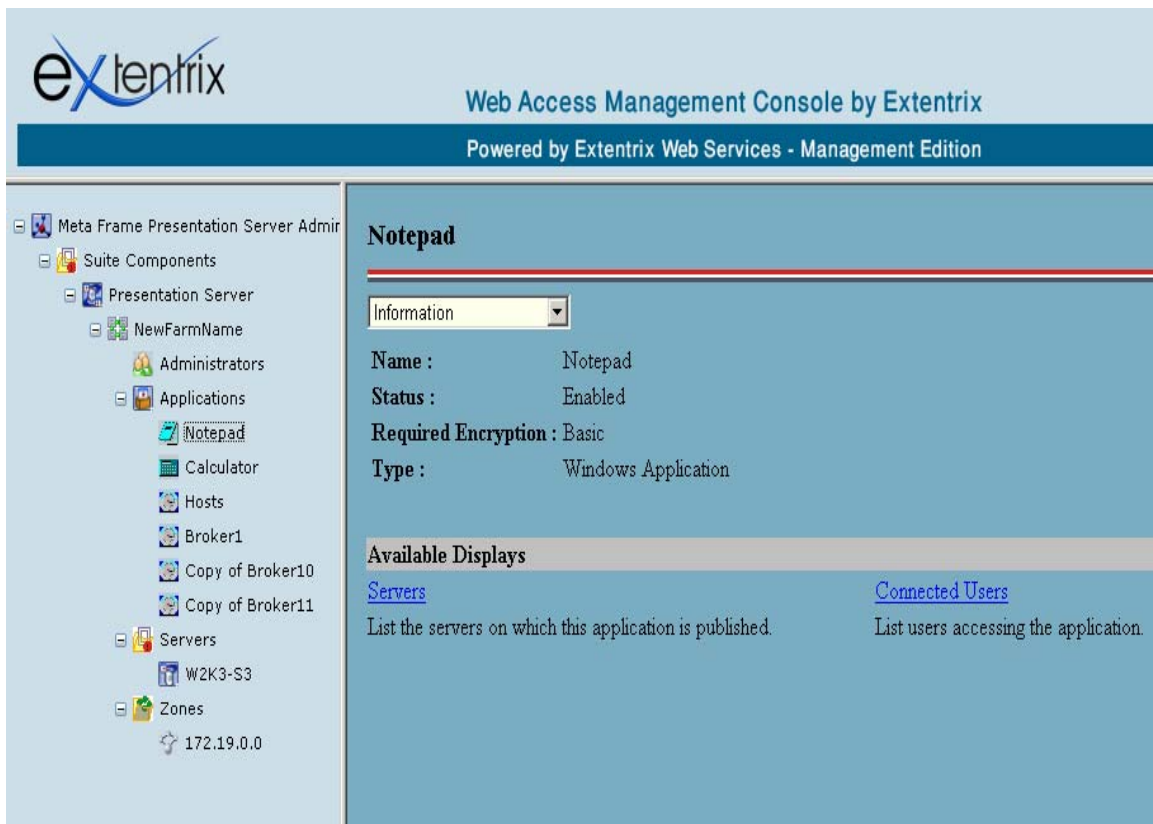 extentrix
Web Access Management Console by Extentrix
Powered by Extentrix Web Services - Management Edition
Meta Frame Presentation Server Admir
Suite Components
Presentation Server
NewFarmName
Administrators
Applications
Notepad
Calculator
Hosts
Broker1
Copy of Broker10
Copy of Broker11
Servers
W2K3-S3
Zones
172.19.0.0
Notepad
Information
Name : Notepad
Status : Enabled
Required Encryption : Basic
Type : Windows Application
Available Displays
Servers Connected Users
List the servers on which this application is published. List users accessing the application.